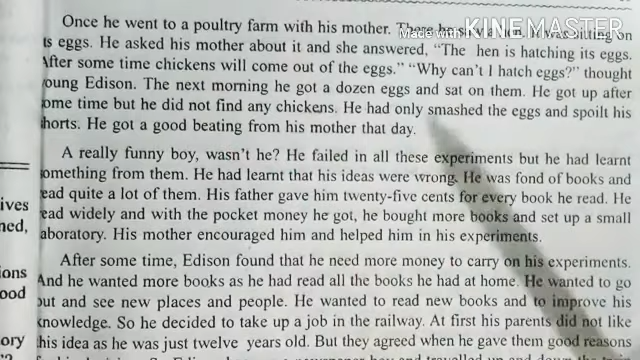 Made with KINEMASTER
Once he went to a poultry farm with his mother. There he saw a hen. It was sitting on
ts eggs. He asked his mother about it and she answered, “The hen is hatching its eggs.
After some time chickens will come out of the eggs.” “Why can't I hatch eggs?” thought
oung Edison. The next morning he got a dozen eggs and sat on them. He got up after
ome time but he did not find any chickens. He had only smashed the eggs and spoilt his
horts. He got a good beating from his mother that day.
A really funny boy, wasn't he? He failed in all these experiments but he had learnt
omething from them. He had learnt that his ideas were wrong. He was fond of books and
ead quite a lot of them. His father gave him twenty-five cents for every book he read. He
ives ead widely and with the pocket money he got, he bought more books and set up a small
ned, aboratory. His mother encouraged him and helped him in his experiments.
After some time, Edison found that he need more money to carry on his experiments.
ions And he wanted more books as he had read all the books he had at home. He wanted to go
ood out and see new places and people. He wanted to read new books and to improve his
knowledge. So he decided to take up a job in the railway. At first his parents did not like
ory his idea as he was just twelve years old. But they agreed when he gave them good reasons